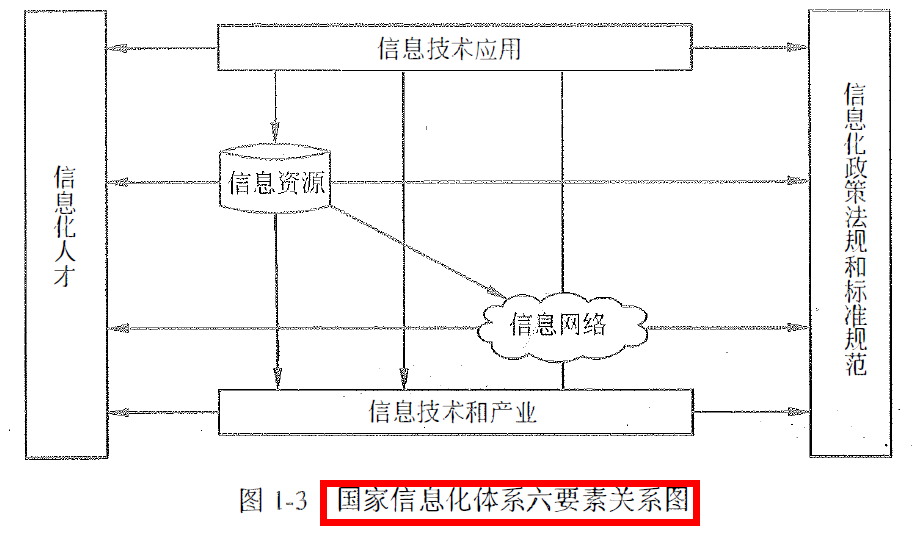 信息技术应用
信息化人才
信息资源
信息化政策法规和标准规范
信息网络
信息技术和产业
图 1-3 国家信息化体系六要素关系图